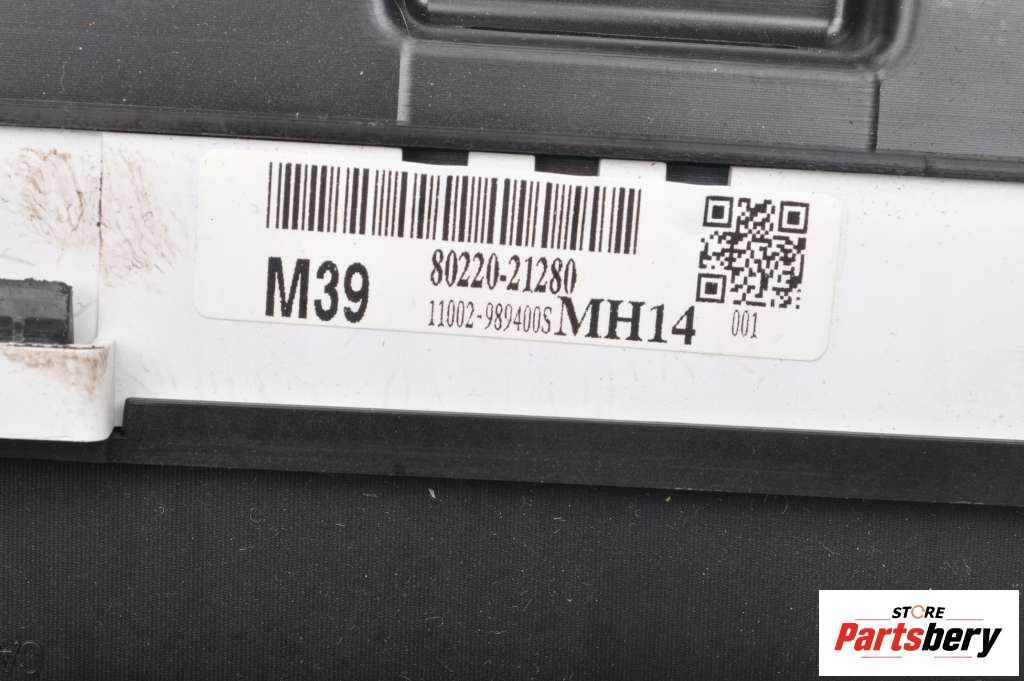 80220-21280
M39
11002-989400S MH14
001
STORE
Partsbery